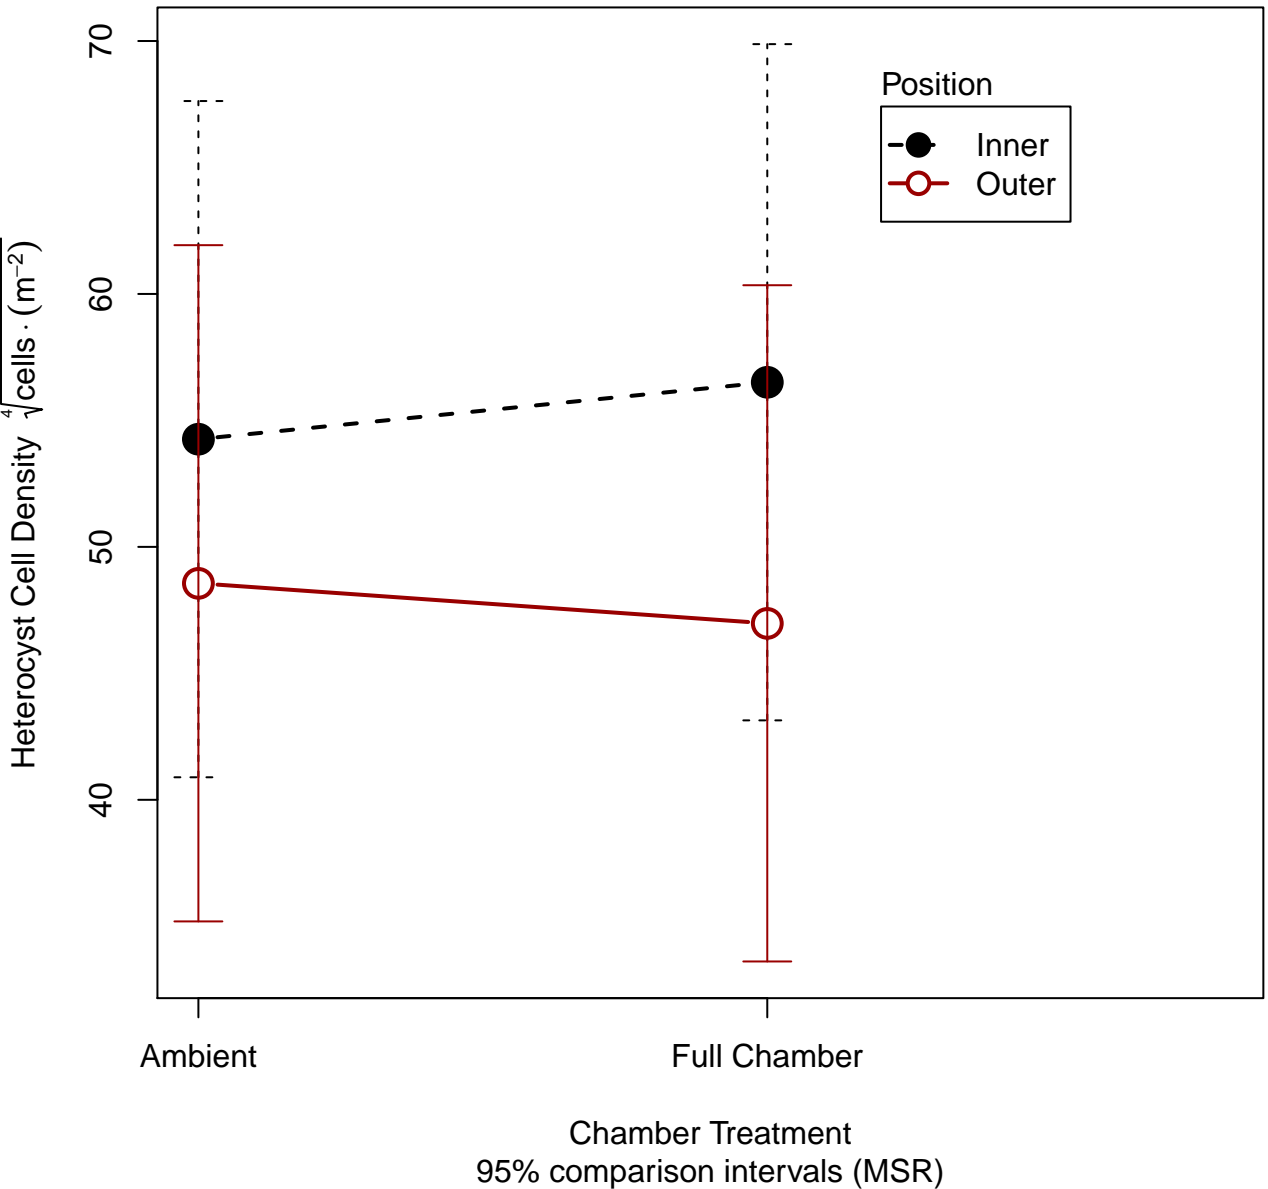 70
60
50
40
Heterocyst Cell Density ∜cells · (m⁻²)
Position
Inner
Outer
Ambient
Full Chamber
Chamber Treatment
95% comparison intervals (MSR)